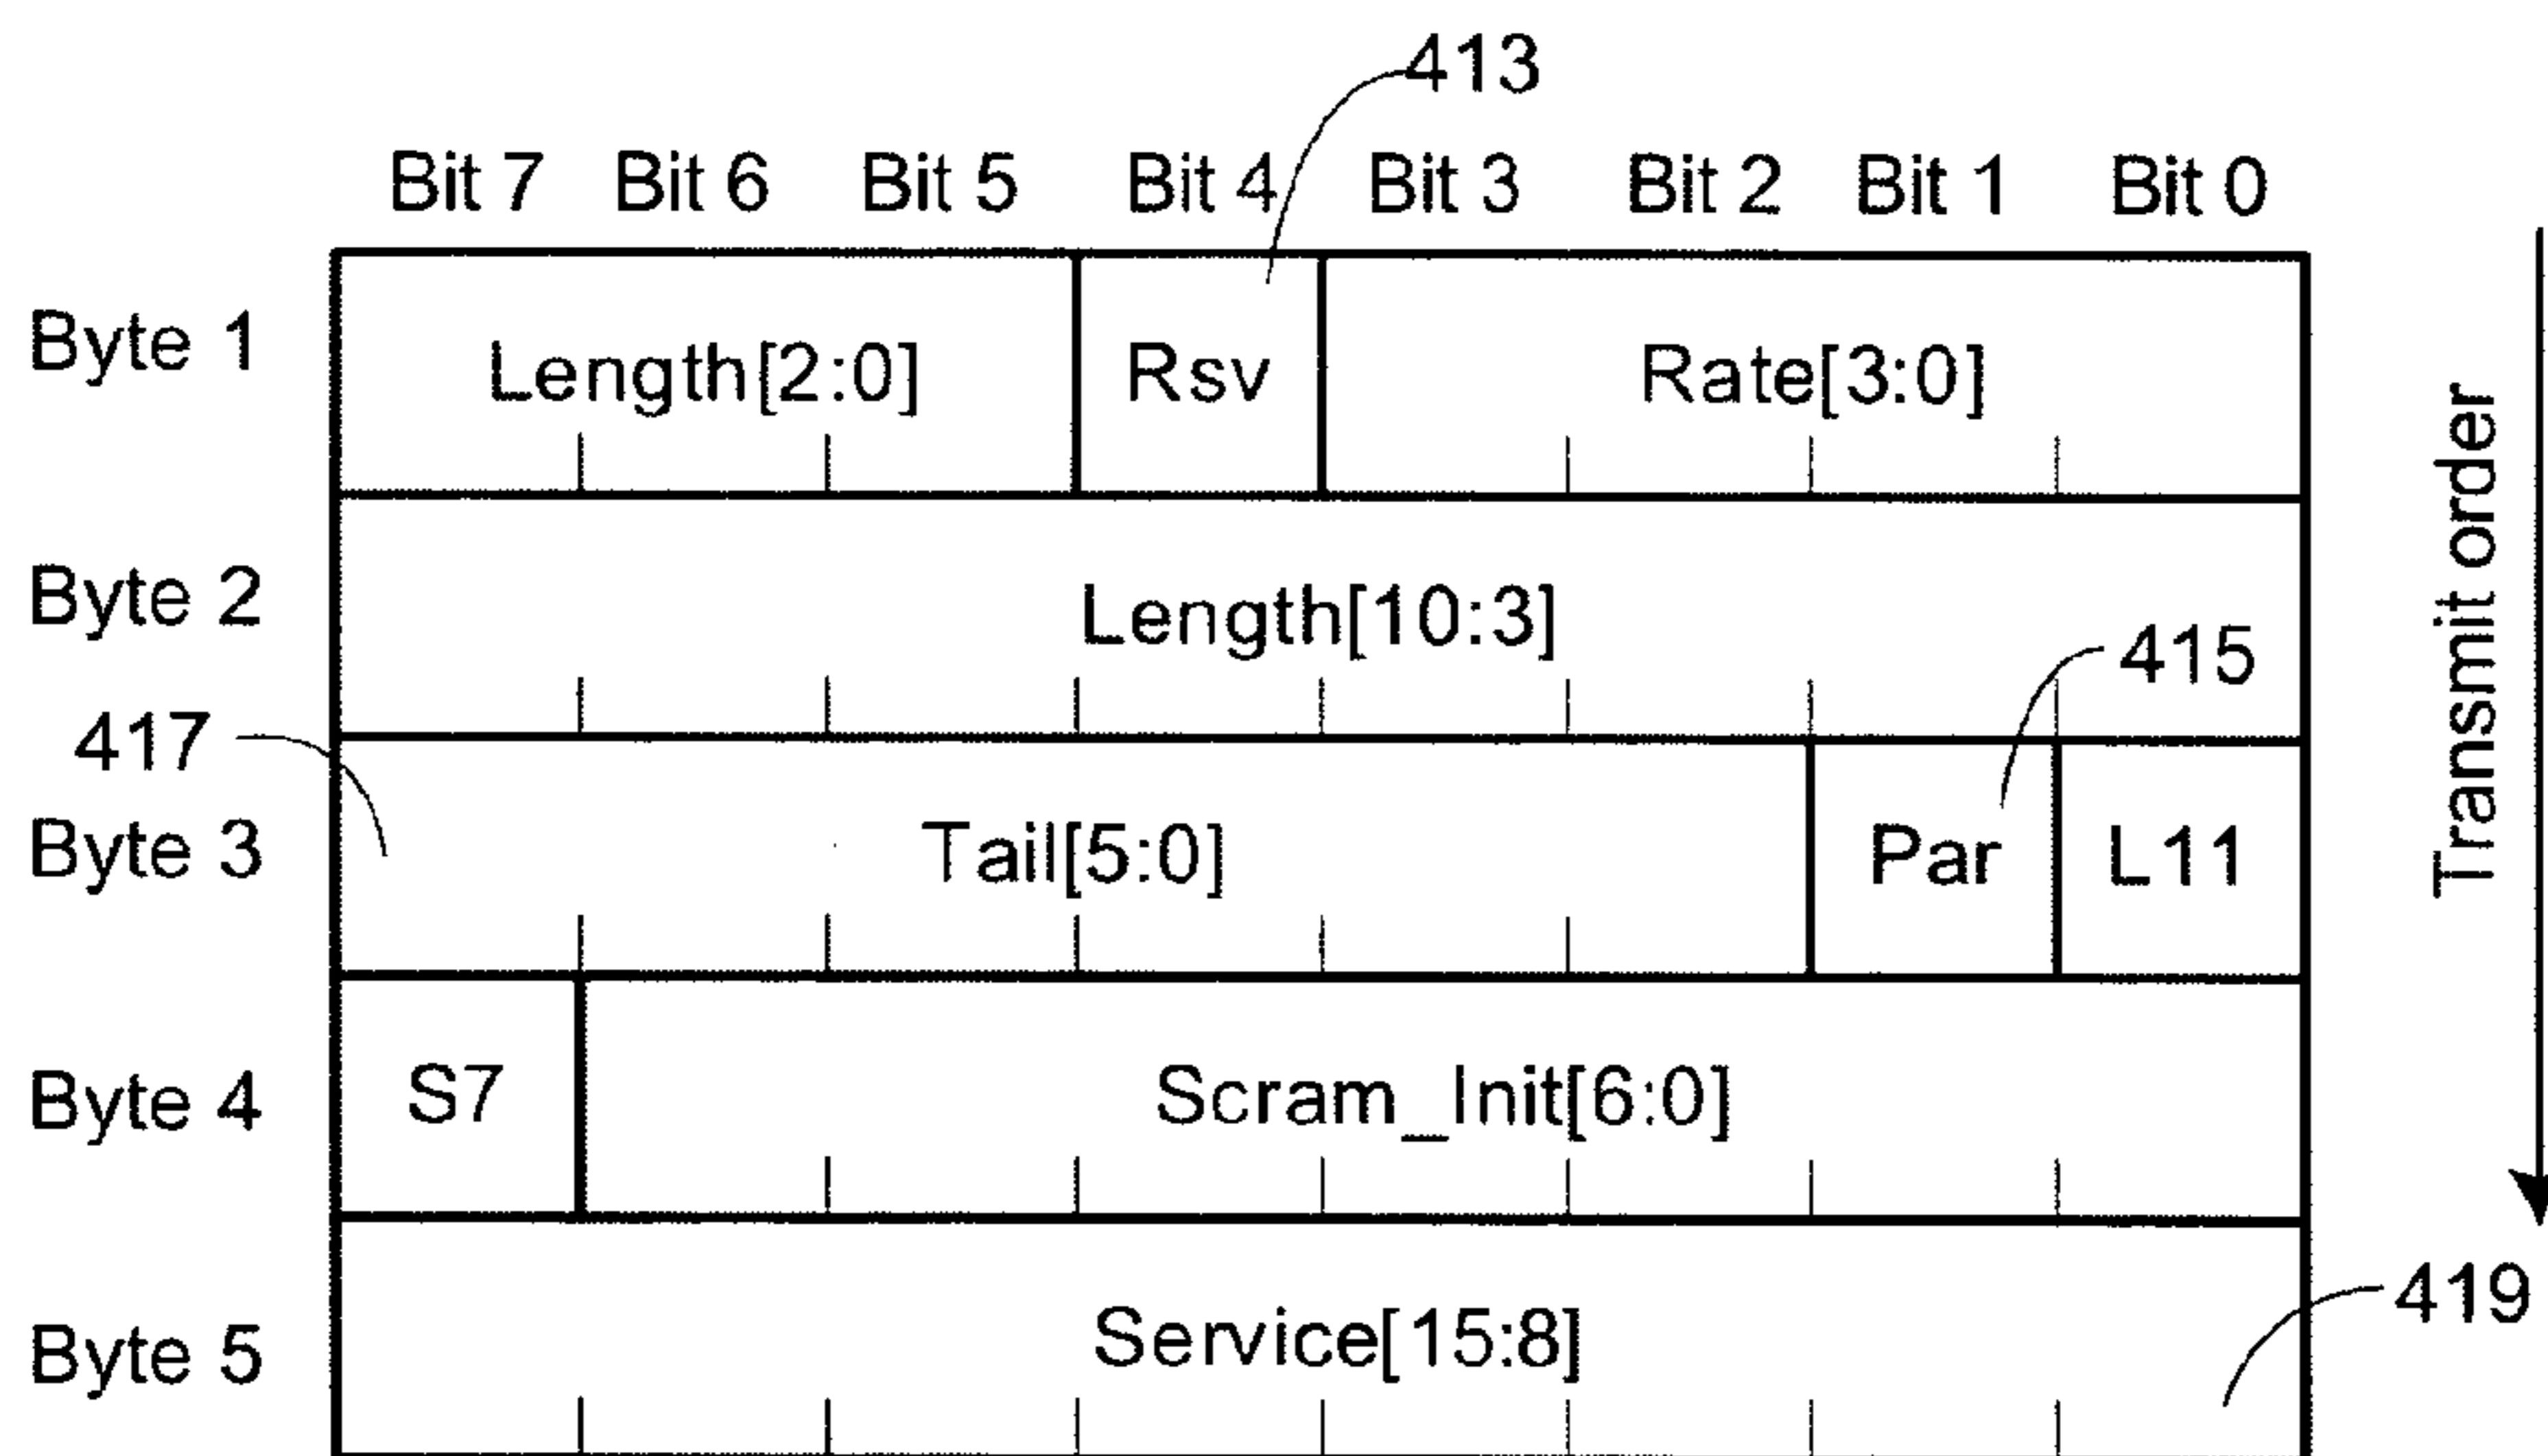 413
Bit 7 Bit 6 Bit 5 Bit 4 Bit 3 Bit 2 Bit 1 Bit 0
Byte 1 Length[2:0] Rsv Rate[3:0]
Byte 2 Length[10:3]
415
417
Byte 3 Tail[5:0] Par L11
Byte 4 S7 Scram_Init[6:0]
Byte 5 Service[15:8]
419
Transmit order